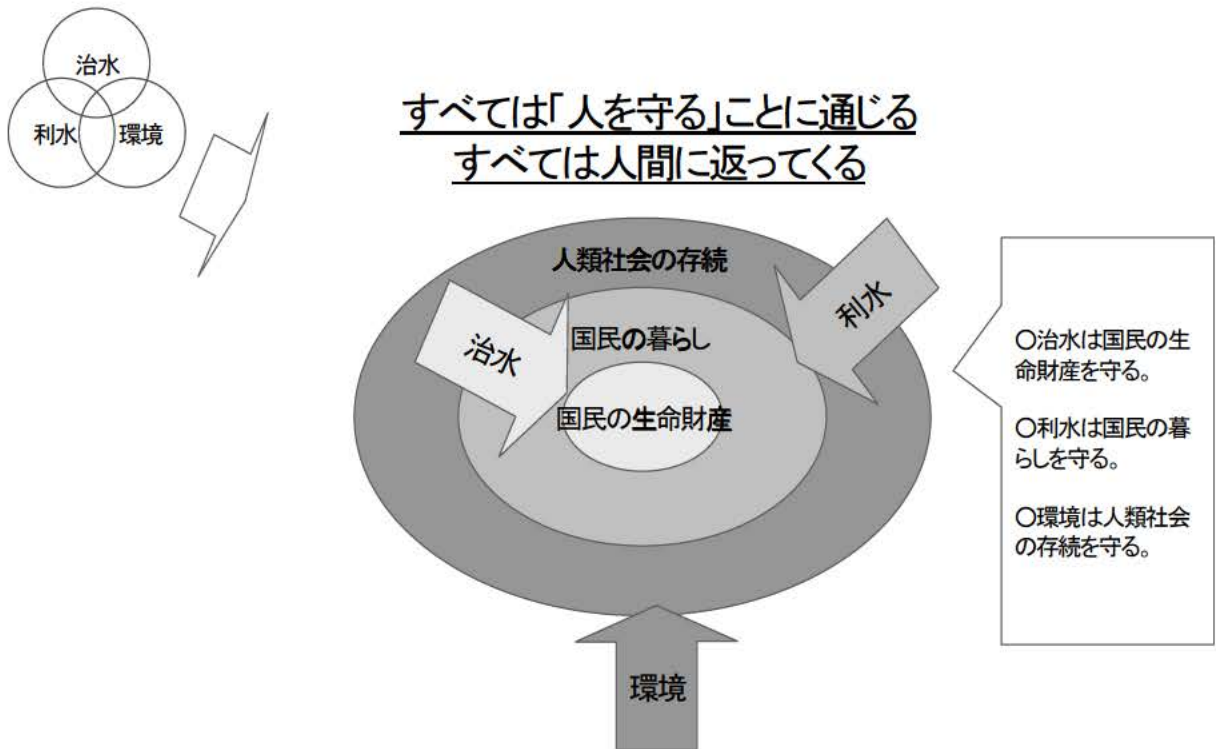 治水
利水
環境
すべては「人を守る」ことに通じる
すべては人間に返ってくる
人類社会の存続
利水
治水
国民の暮らし
国民の生命財産
環境
〇治水は国民の生
命財産を守る。
〇利水は国民の暮
らしを守る。
〇環境は人類社会
の存続を守る。